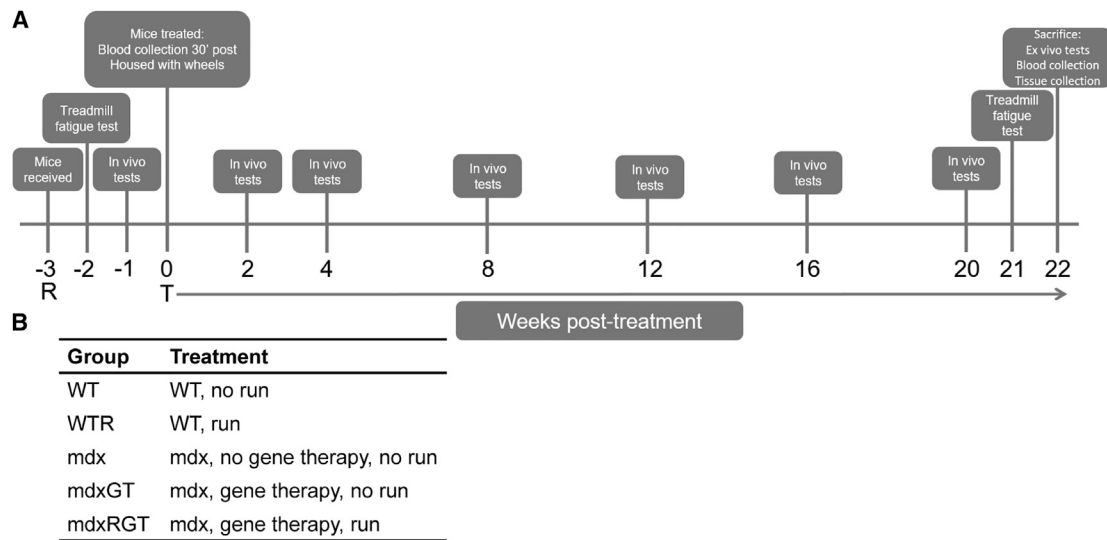 A
Mice treated:
Blood collection 30' post
Housed with wheels
Sacrifice:
Ex vivo tests
Blood collection
Tissue collection
Treadmill
fatigue test
Treadmill
fatigue
test
Mice
received
In vivo
tests
In vivo
tests
In vivo
tests
In vivo
tests
In vivo
tests
In vivo
tests
In vivo
tests
-3 -2 -1 0 2 4 8 12 16 20 21 22
R T
Weeks post-treatment
B
Group Treatment
WT WT, no run
WTR WT, run
mdx mdx, no gene therapy, no run
mdxGT mdx, gene therapy, no run
mdxRGT mdx, gene therapy, run